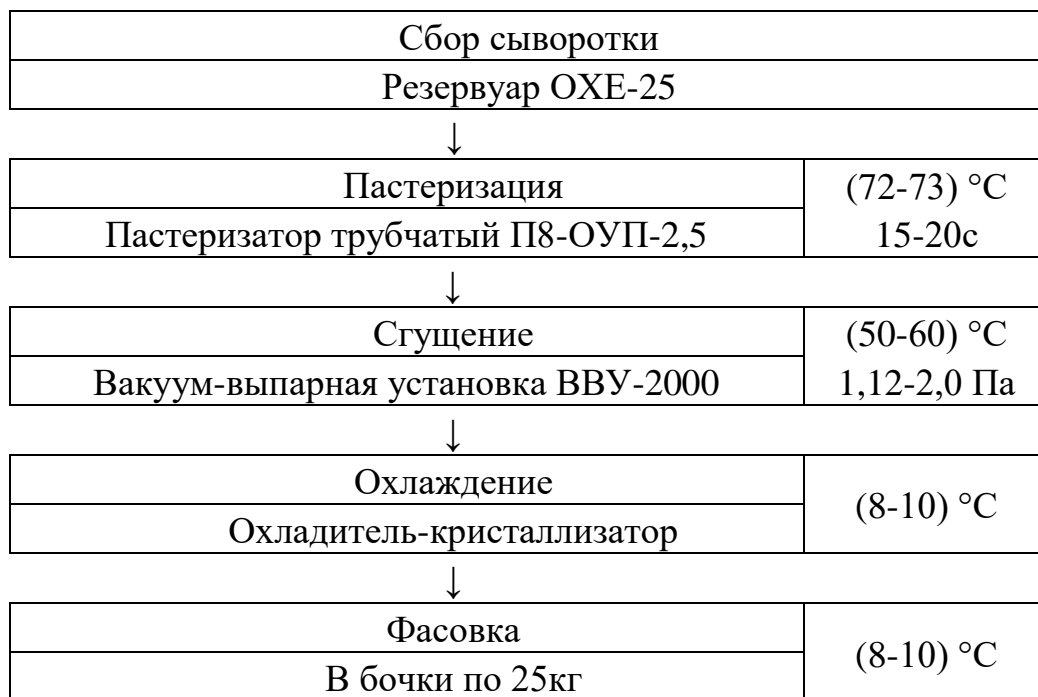 Сбор сыворотки
Резервуар ОХЕ-25
↓
Пастеризация
(72-73) °С
Пастеризатор трубчатый П8-ОУП-2,5
15-20с
↓
Сгущение
(50-60) °С
Вакуум-выпарная установка ВВУ-2000
1,12-2,0 Па
↓
Охлаждение
(8-10) °С
Охладитель-кристаллизатор
↓
Фасовка
(8-10) °С
В бочки по 25кг